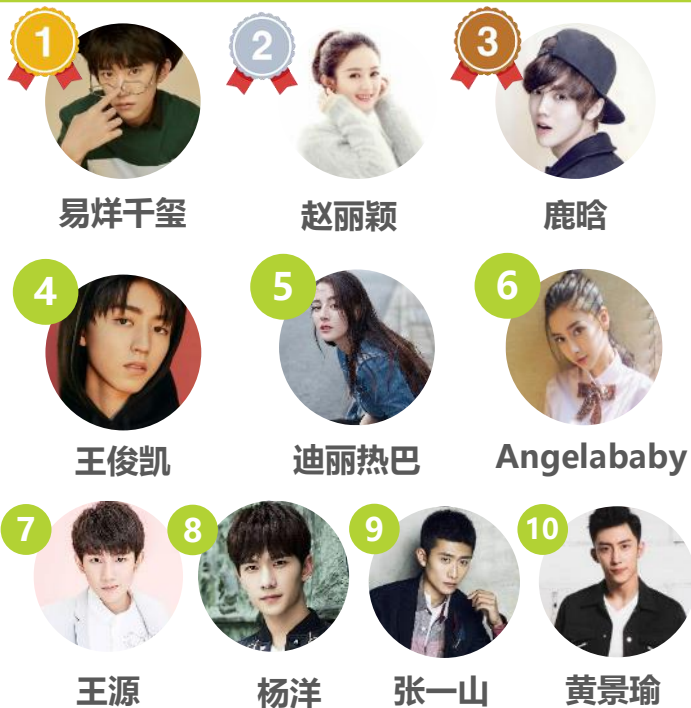 1 2 3
易烊千玺 赵丽颖 鹿晗
4 5 6
王俊凯 迪丽热巴 Angelababy
7 8 9 10
王源 杨洋 张一山 黄景瑜